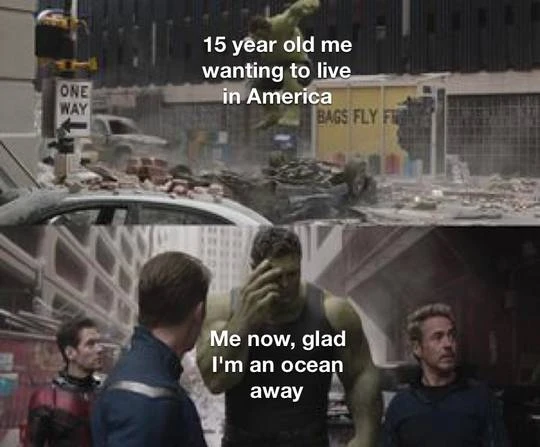 15 year old me
wanting to live
in America
ONE
WAY
BAGS FLY
Me now, glad
I'm an ocean
away